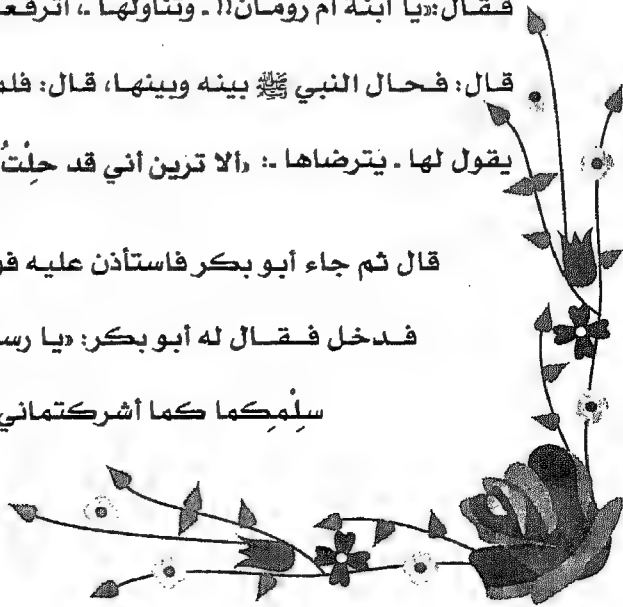 فقال: «يا ابنة أم رومان!! ـ وتناولها ـ، أترفع
قال: فحال النبي ﷺ بينه وبينها، قال: فلم
يقول لها ـ يترضاها ـ: «ألا ترين أني قد حِلْتُ
قال ثم جاء أبو بكر فاستأذن عليه فو
فدخل فقال له أبو بكر: «يا رس
سِلْمِكما كما أشركتماني